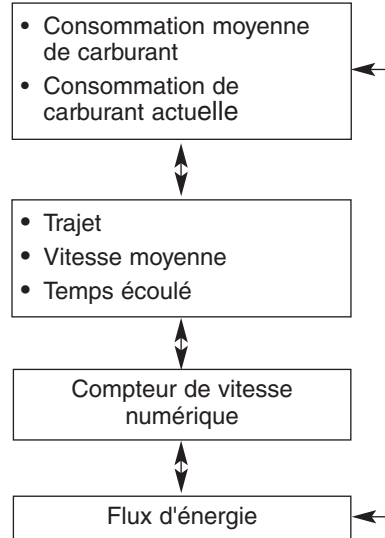 • Consommation moyenne
de carburant
• Consommation de
carburant actuelle
• Trajet
• Vitesse moyenne
• Temps écoulé
Compteur de vitesse
numérique
Flux d'énergie